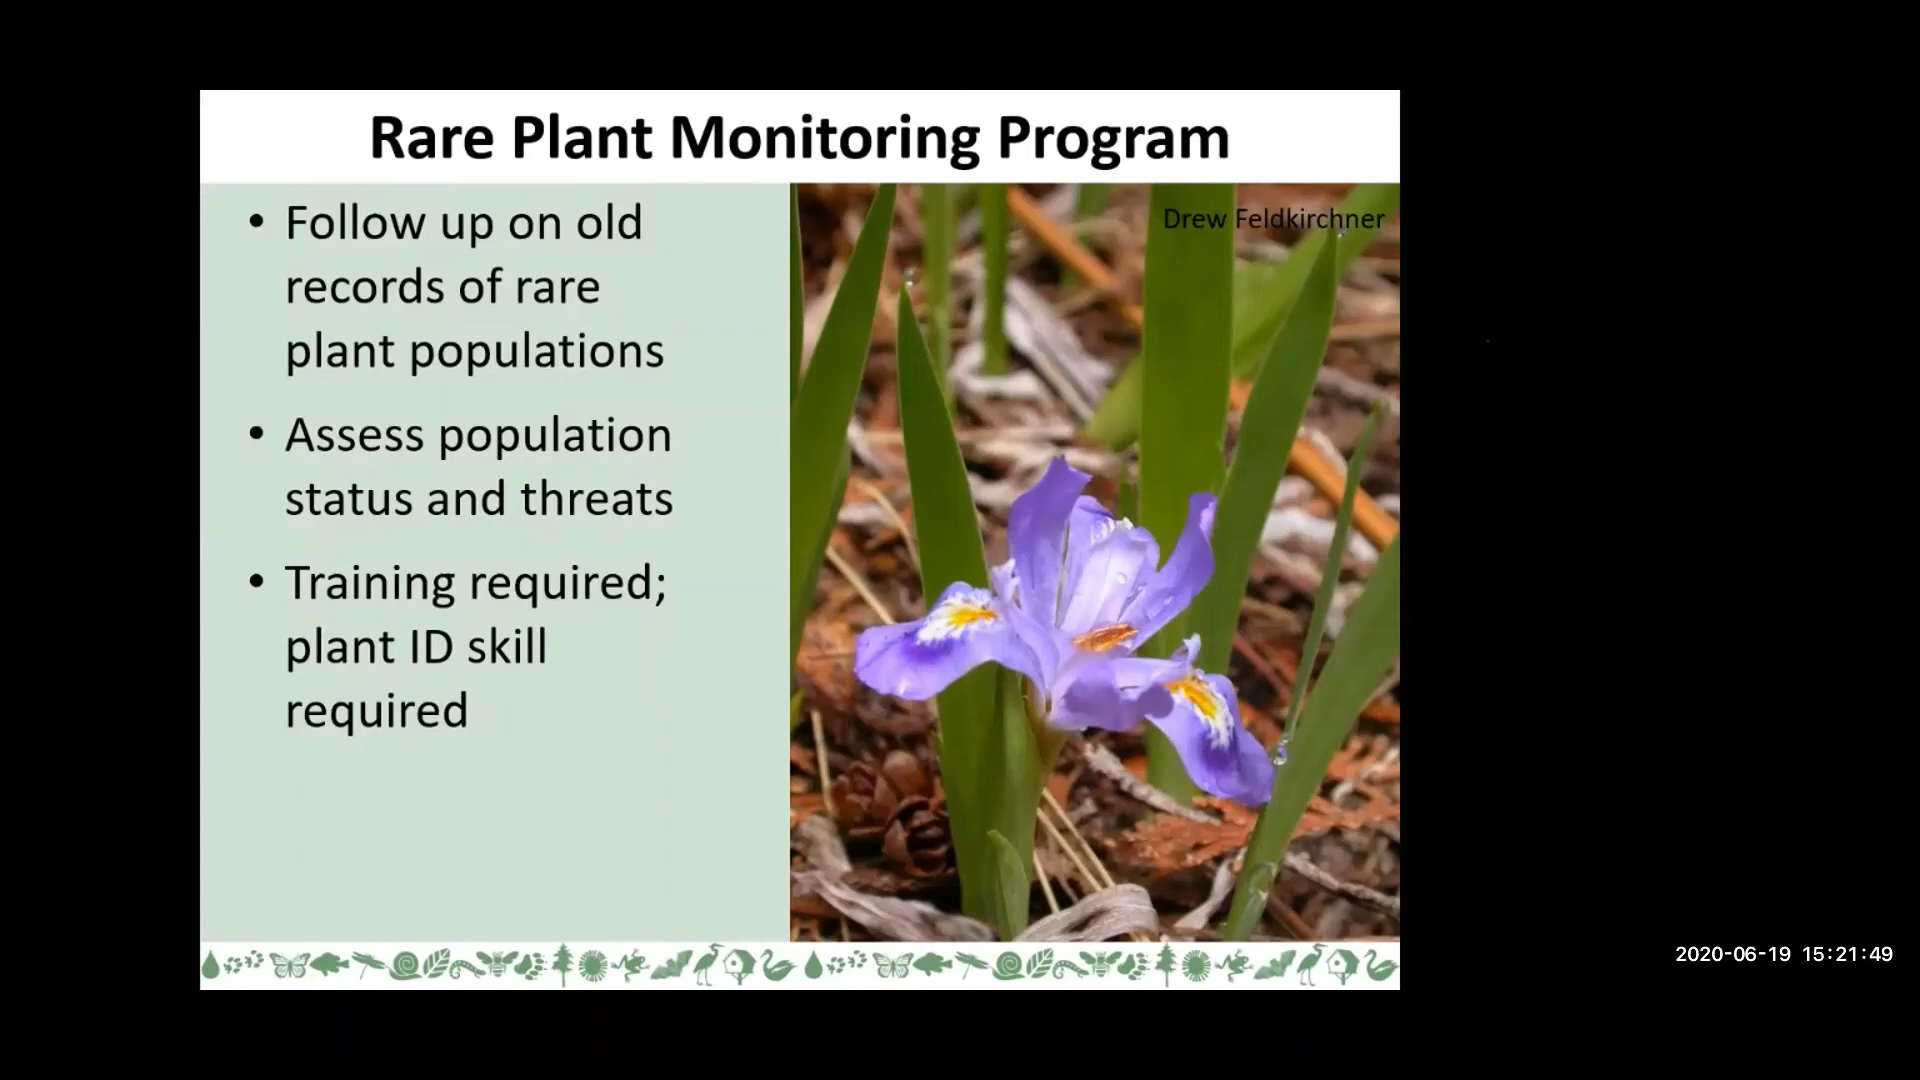 Rare Plant Monitoring Program
• Follow up on old
records of rare
plant populations
• Assess population
status and threats
• Training required;
plant ID skill
required
Drew Feldkirchner
2020-06-19 15:21:49